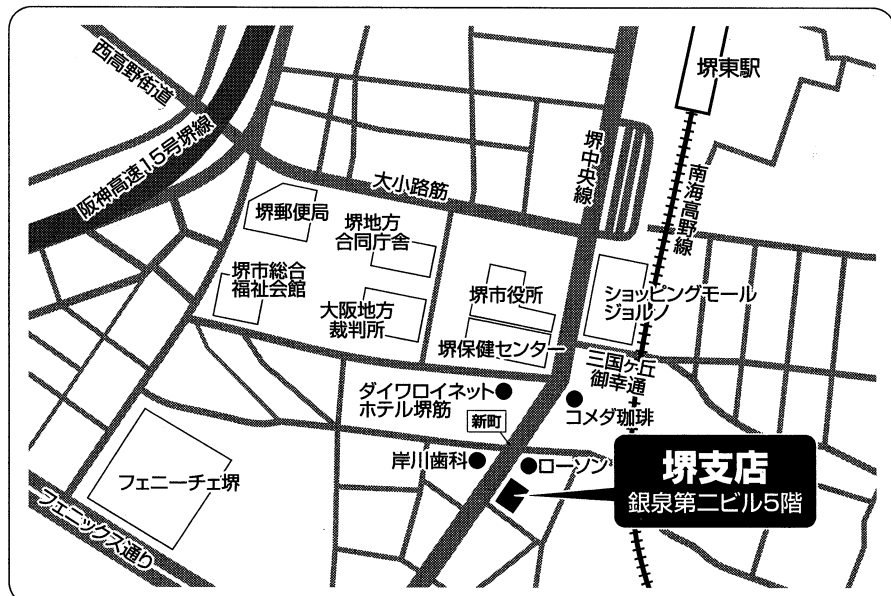 堺東駅
西高野街道
阪神高速15号堺線
堺中央線
南海高野線
大小路筋
堺郵便局
堺地方
合同庁舎
堺市総合
福祉会館
大阪地方
裁判所
堺市役所
堺保健センター
ショッピングモール
ジョルノ
三国ヶ丘
御幸通
ダイワロイネット
ホテル堺筋
新町
コメダ珈琲
岸川歯科
ローソン
堺支店
銀泉第二ビル5階
フェニーチェ堺
フェニックス通り